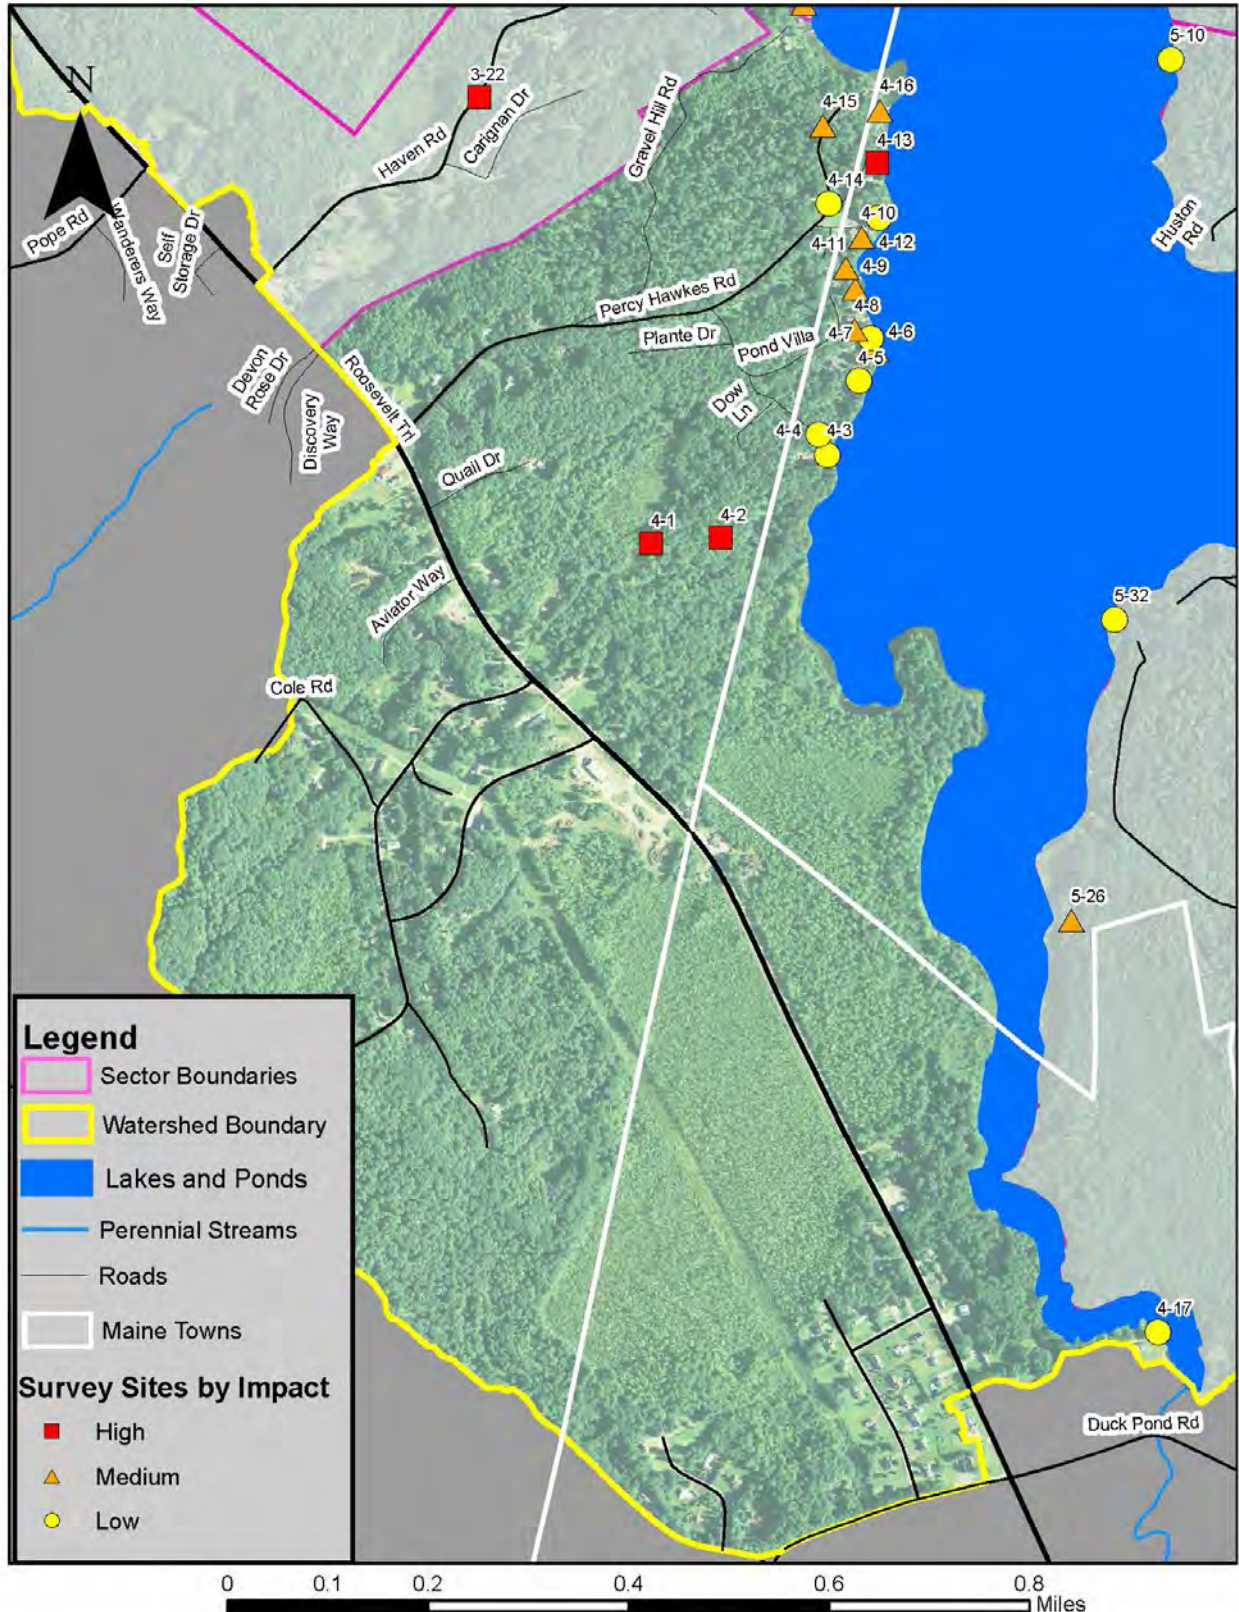 N
5-10
3-22
4-16
4-15
Gravel Hill Rd
Carignan Dr
Haven Rd
4-13
4-14
Pope Rd
Wanderers Way
Self
Storage Dr
4-10
Huston
Rd
4-11
4-12
4-9
Percy Hawkes Rd
4-8
Plante Dr
Pond Villa
4-7
4-6
Devon
Rose Dr
Roosevelt Trl
4-5
Dow
Ln
Discovery
Way
4-4
4-3
Quail Dr
4-1
4-2
Aviator Way
5-32
Cole Rd
5-26
Legend
Sector Boundaries
Watershed Boundary
Lakes and Ponds
Perennial Streams
Roads
Maine Towns
Survey Sites by Impact
High
Medium
Low
4-17
Duck Pond Rd
0 0.1 0.2 0.4 0.6 0.8
Miles